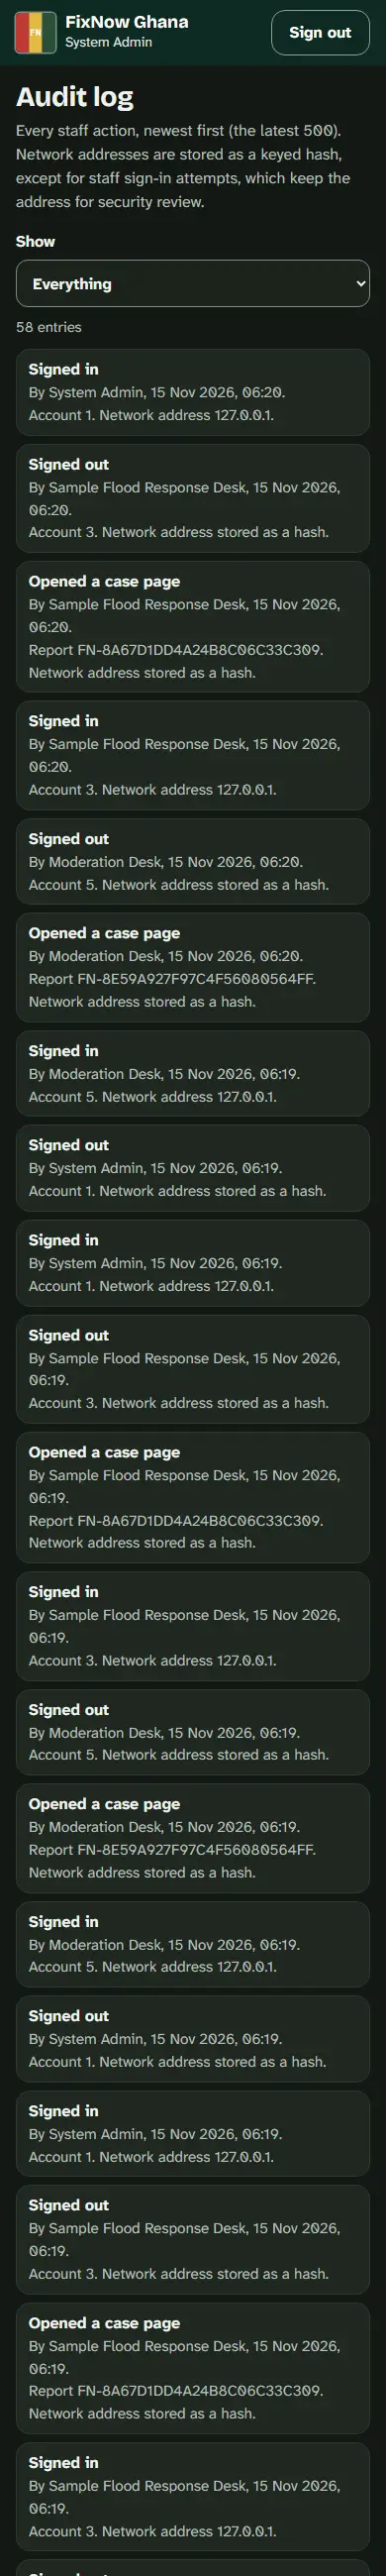 FN
FixNow Ghana
System Admin
Sign out
Audit log
Every staff action, newest first (the latest 500).
Network addresses are stored as a keyed hash,
except for staff sign-in attempts, which keep the
address for security review.
Show
Everything
58 entries
Signed in
By System Admin, 15 Nov 2026, 06:20.
Account 1. Network address 127.0.0.1.
Signed out
By Sample Flood Response Desk, 15 Nov 2026,
06:20.
Account 3. Network address stored as a hash.
Opened a case page
By Sample Flood Response Desk, 15 Nov 2026,
06:20.
Report FN-8A67D1DD4A24B8C06C33C309.
Network address stored as a hash.
Signed in
By Sample Flood Response Desk, 15 Nov 2026,
06:20.
Account 3. Network address 127.0.0.1.
Signed out
By Moderation Desk, 15 Nov 2026, 06:20.
Account 5. Network address stored as a hash.
Opened a case page
By Moderation Desk, 15 Nov 2026, 06:20.
Report FN-8E59A927F97C4F56080564FF.
Network address stored as a hash.
Signed in
By Moderation Desk, 15 Nov 2026, 06:19.
Account 5. Network address 127.0.0.1.
Signed out
By System Admin, 15 Nov 2026, 06:19.
Account 1. Network address stored as a hash.
Signed in
By System Admin, 15 Nov 2026, 06:19.
Account 1. Network address 127.0.0.1.
Signed out
By Sample Flood Response Desk, 15 Nov 2026,
06:19.
Account 3. Network address stored as a hash.
Opened a case page
By Sample Flood Response Desk, 15 Nov 2026,
06:19.
Report FN-8A67D1DD4A24B8C06C33C309.
Network address stored as a hash.
Signed in
By Sample Flood Response Desk, 15 Nov 2026,
06:19.
Account 3. Network address 127.0.0.1.
Signed out
By Moderation Desk, 15 Nov 2026, 06:19.
Account 5. Network address stored as a hash.
Opened a case page
By Moderation Desk, 15 Nov 2026, 06:19.
Report FN-8E59A927F97C4F56080564FF.
Network address stored as a hash.
Signed in
By Moderation Desk, 15 Nov 2026, 06:19.
Account 5. Network address 127.0.0.1.
Signed out
By System Admin, 15 Nov 2026, 06:19.
Account 1. Network address stored as a hash.
Signed in
By System Admin, 15 Nov 2026, 06:19.
Account 1. Network address 127.0.0.1.
Signed out
By Sample Flood Response Desk, 15 Nov 2026,
06:19.
Account 3. Network address stored as a hash.
Opened a case page
By Sample Flood Response Desk, 15 Nov 2026,
06:19.
Report FN-8A67D1DD4A24B8C06C33C309.
Network address stored as a hash.
Signed in
By Sample Flood Response Desk, 15 Nov 2026,
06:19.
Account 3. Network address 127.0.0.1.